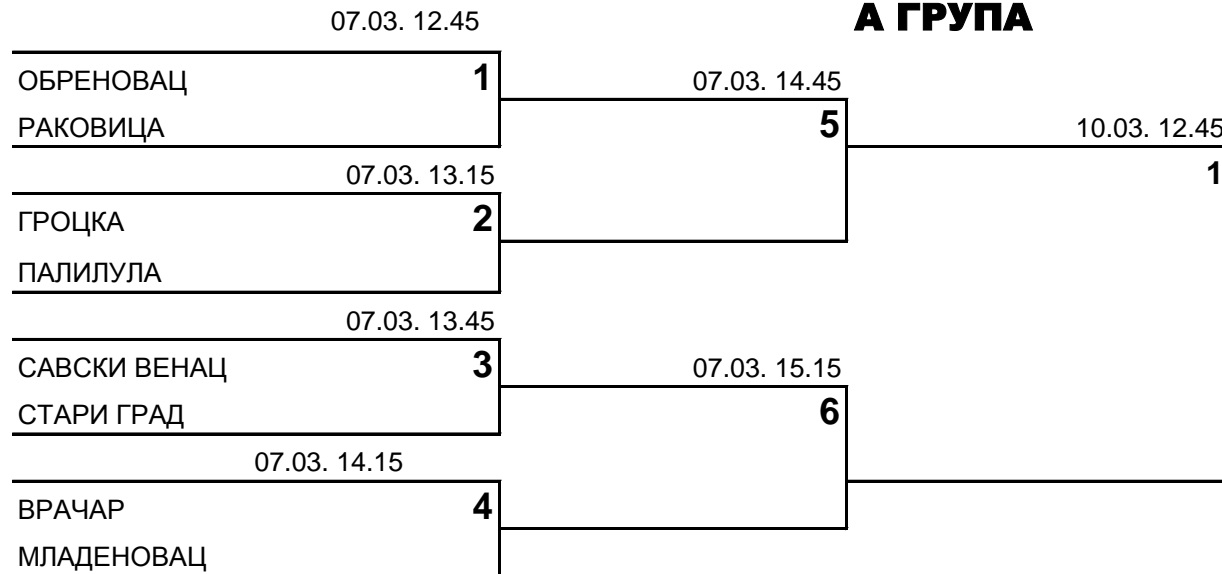 А ГРУПА
07.03. 12.45
ОБРЕНОВАЦ 1
07.03. 14.45
РАКОВИЦА
5
10.03. 12.45
07.03. 13.15
1
ГРОЦКА 2
ПАЛИЛУЛА
07.03. 13.45
САВСКИ ВЕНАЦ 3
07.03. 15.15
СТАРИ ГРАД
6
07.03. 14.15
ВРАЧАР 4
МЛАДЕНОВАЦ